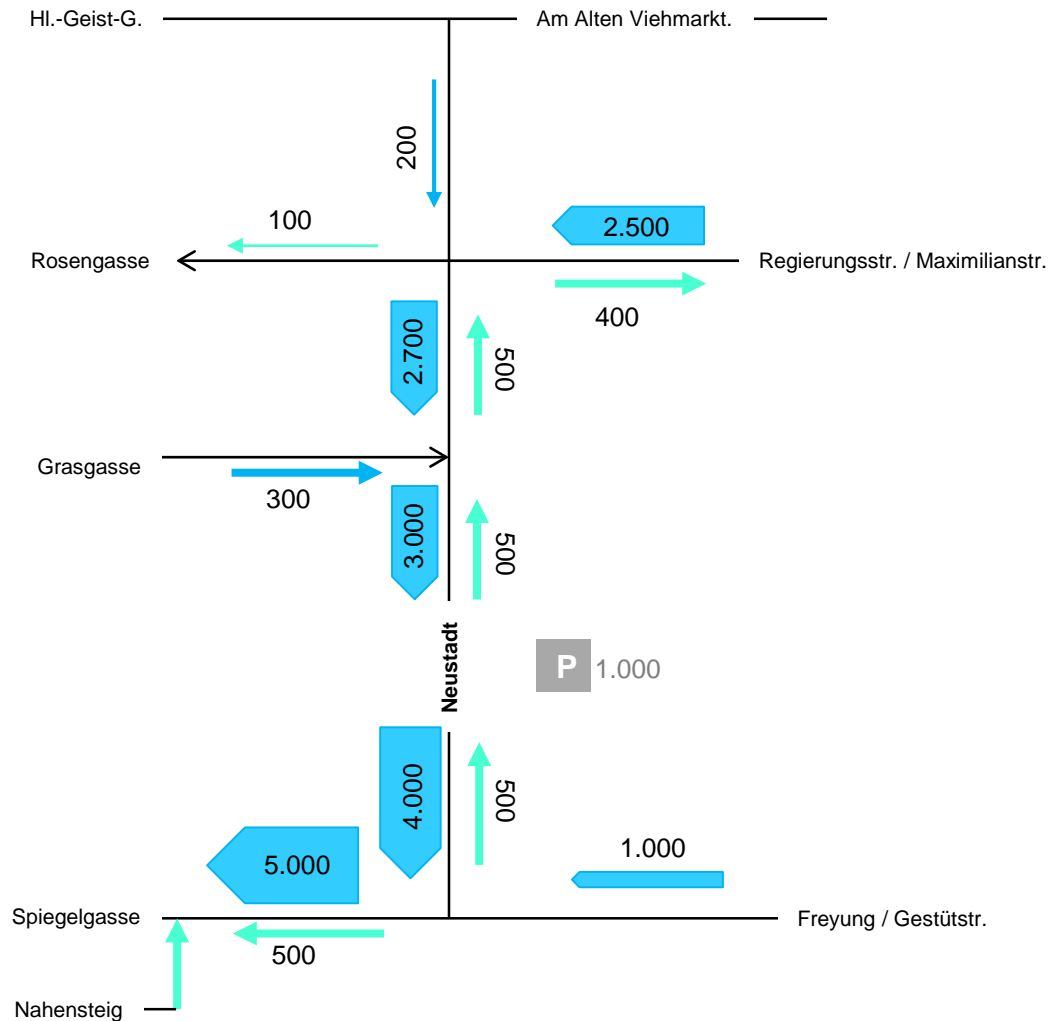 Hl.-Geist-G.
Am Alten Viehmarkt.
200
100
2.500
Rosengasse
Regierungsstr. / Maximilianstr.
400
2.700
500
Grasgasse
300
3.000
500
Neustadt
P 1.000
4.000
500
5.000
1.000
Spiegelgasse
Freyung / Gestütstr.
500
Nahensteig